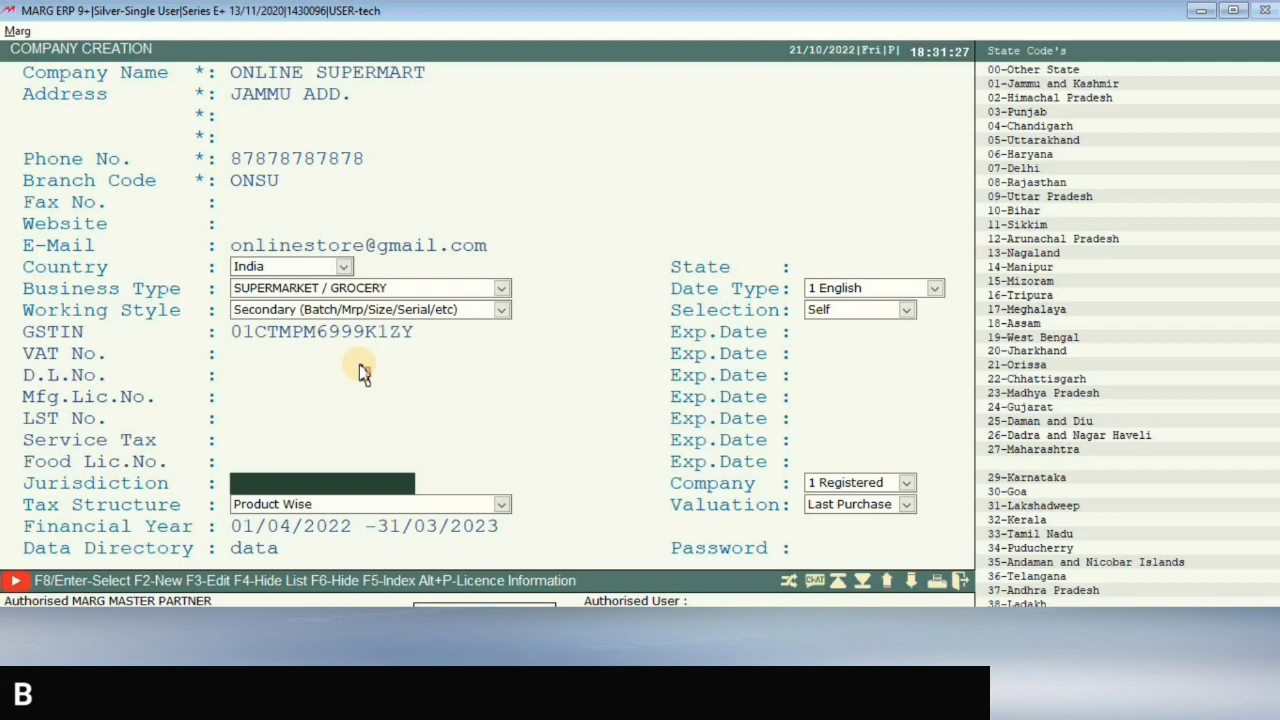 MARG ERP 9+|Silver-Single User|Series E+ 13/11/2020|1430096|USER-tech
Marg
COMPANY CREATION 21/10/2022|Fri|P| 18:31:27
Company Name *: ONLINE SUPERMART
Address *: JAMMU ADD.
*:
*:
Phone No. *: 87878787878
Branch Code *: ONSU
Fax No. :
Website :
E-Mail : onlinestore@gmail.com
Country : India State :
Business Type : SUPERMARKET / GROCERY Date Type: 1 English
Working Style : Secondary (Batch/Mrp/Size/Serial/etc) Selection: Self
GSTIN : 01CTMPM6999K1ZY Exp.Date :
VAT No. : Exp.Date :
D.L.No. : Exp.Date :
Mfg.Lic.No. : Exp.Date :
LST No. : Exp.Date :
Service Tax : Exp.Date :
Food Lic.No. : Exp.Date :
Jurisdiction : Company : 1 Registered
Tax Structure : Product Wise Valuation: Last Purchase
Financial Year : 01/04/2022 -31/03/2023
Data Directory : data Password :
F8/Enter-Select F2-New F3-Edit F4-Hide List F6-Hide F5-Index Alt+P-Licence Information CHAT
Authorised MARG MASTER PARTNER Authorised User :
State Code's
00-Other State
01-Jammu and Kashmir
02-Himachal Pradesh
03-Punjab
04-Chandigarh
05-Uttarakhand
06-Haryana
07-Delhi
08-Rajasthan
09-Uttar Pradesh
10-Bihar
11-Sikkim
12-Arunachal Pradesh
13-Nagaland
14-Manipur
15-Mizoram
16-Tripura
17-Meghalaya
18-Assam
19-West Bengal
20-Jharkhand
21-Orissa
22-Chhattisgarh
23-Madhya Pradesh
24-Gujarat
25-Daman and Diu
26-Dadra and Nagar Haveli
27-Maharashtra
29-Karnataka
30-Goa
31-Lakshadweep
32-Kerala
33-Tamil Nadu
34-Puducherry
35-Andaman and Nicobar Islands
36-Telangana
37-Andhra Pradesh
38-Ladakh
B